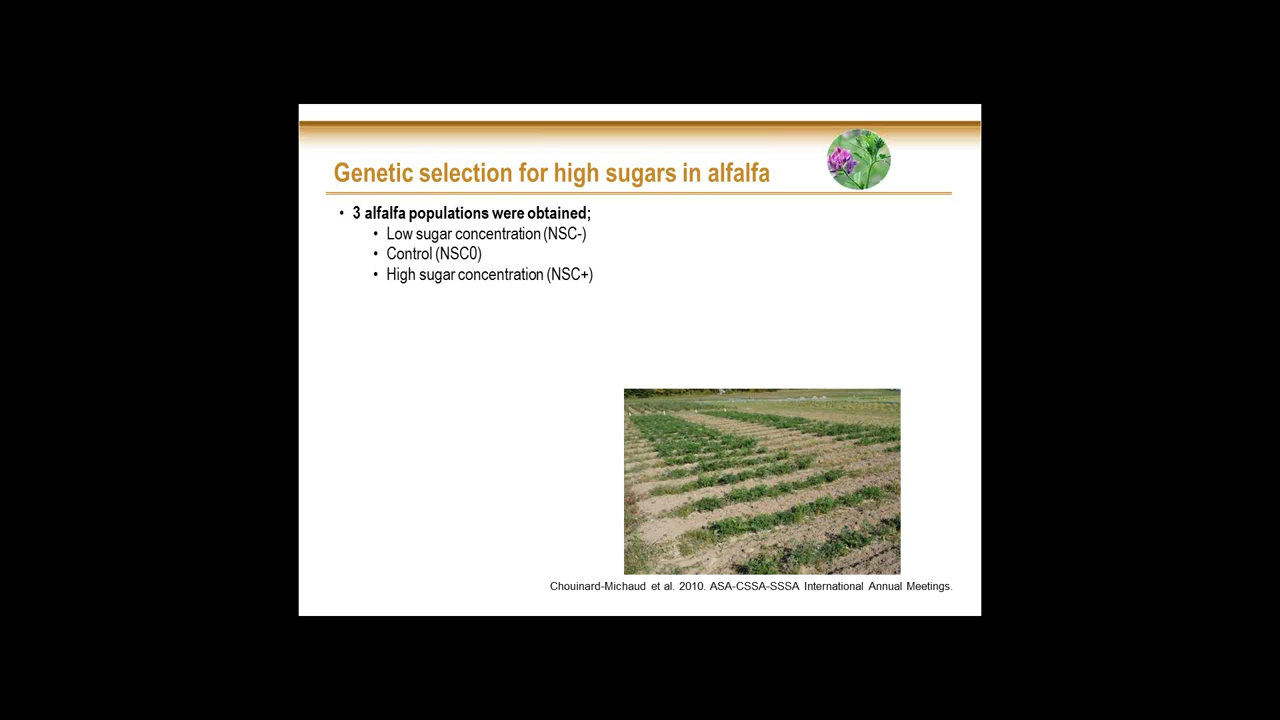 Genetic selection for high sugars in alfalfa
• 3 alfalfa populations were obtained;
• Low sugar concentration (NSC-)
• Control (NSC0)
• High sugar concentration (NSC+)
Chouinard-Michaud et al. 2010. ASA-CSSA-SSSA International Annual Meetings.